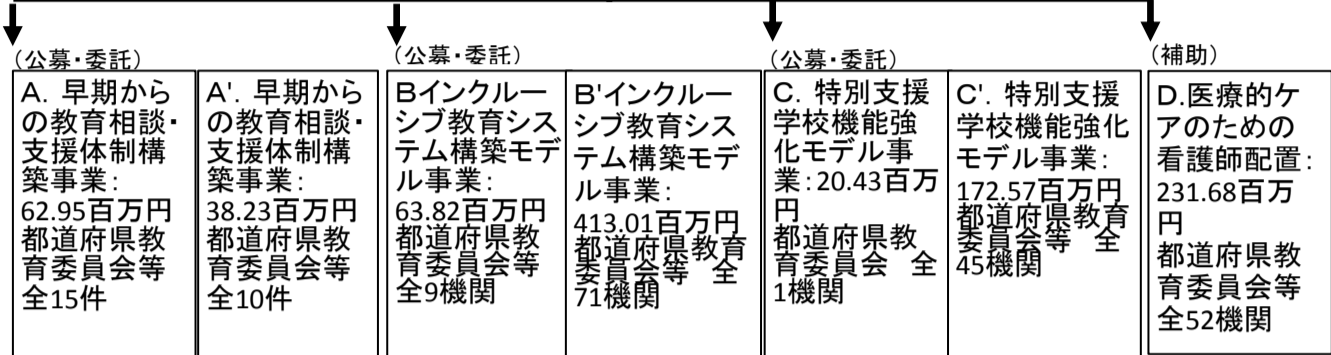 (公募・委託)
A. 早期から
の教育相談・
支援体制構
築事業:
62.95百万円
都道府県教
育委員会等
全15件
A'. 早期から
の教育相談・
支援体制構
築事業:
38.23百万円
都道府県教
育委員会等
全10件
(公募・委託)
Bインクルー
シブ教育シス
テム構築モデ
ル事業:
63.82百万円
都道府県教
育委員会等
全9機関
B'インクルー
シブ教育シス
テム構築モデ
ル事業:
413.01百万円
都道府県教育
委員会等 全
71機関
(公募・委託)
C. 特別支援
学校機能強
化モデル事
業:20.43百万
円
都道府県教
育委員会 全
1機関
C'. 特別支援
学校機能強化
モデル事業:
172.57百万円
都道府県教育
委員会等 全
45機関
(補助)
D.医療的ケ
アのための
看護師配置:
231.68百万
円
都道府県教
育委員会等
全52機関